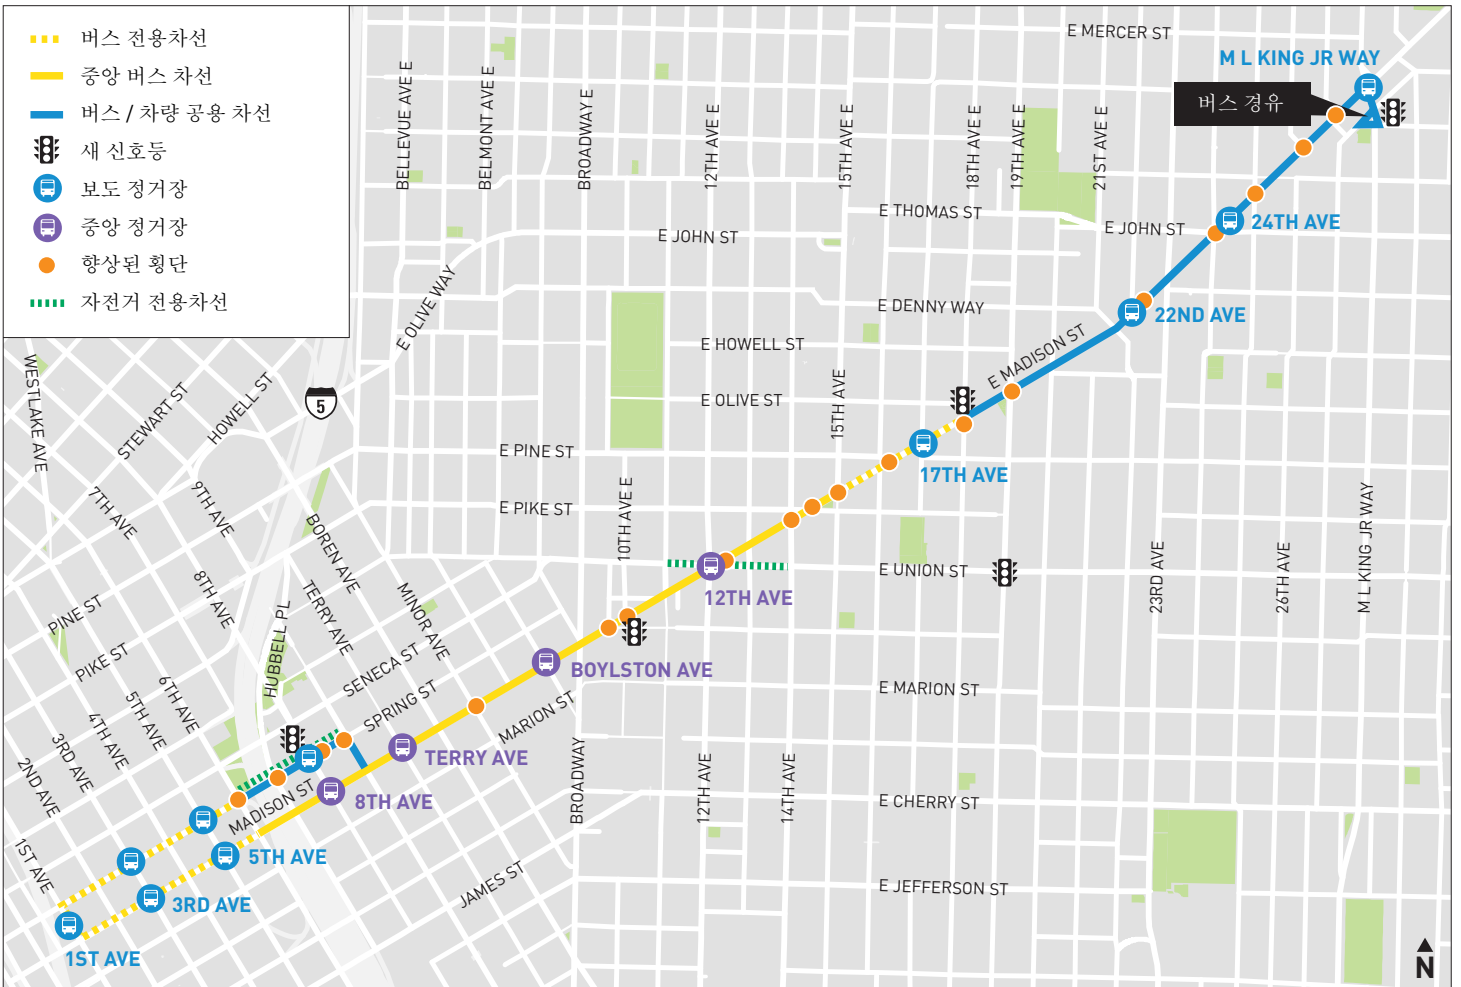 버스 전용차선
중앙 버스 차선
버스 / 차량 공용 차선
새 신호등
보도 정거장
중앙 정거장
향상된 횡단
자전거 전용차선
E MERCER ST
M L KING JR WAY
버스 경유
BELLEVUE AVE E
BELMONT AVE E
BROADWAY E
12TH AVE E
15TH AVE E
18TH AVE E
19TH AVE E
21ST AVE E
E THOMAS ST
E JOHN ST
E JOHN ST
24TH AVE
E OLIVE WAY
E DENNY WAY
22ND AVE
E HOWELL ST
E MADISON ST
WESTLAKE AVE
STEWART ST
HOWELL ST
5
E OLIVE ST
15TH AVE
E PINE ST
17TH AVE
7TH AVE
9TH AVE
E PIKE ST
10TH AVE E
BOREN AVE
M L KING JR WAY
8TH AVE
TERRY AVE
MINOR AVE
12TH AVE
E UNION ST
23RD AVE
26TH AVE
PINE ST
PIKE ST
HUBBELL PL
SENECA ST
SPRING ST
BOYLSTON AVE
E MARION ST
6TH AVE
5TH AVE
4TH AVE
3RD AVE
2ND AVE
1ST AVE
MARION ST
TERRY AVE
8TH AVE
MADISON ST
BROADWAY
12TH AVE
14TH AVE
E CHERRY ST
5TH AVE
JAMES ST
E JEFFERSON ST
3RD AVE
1ST AVE
N